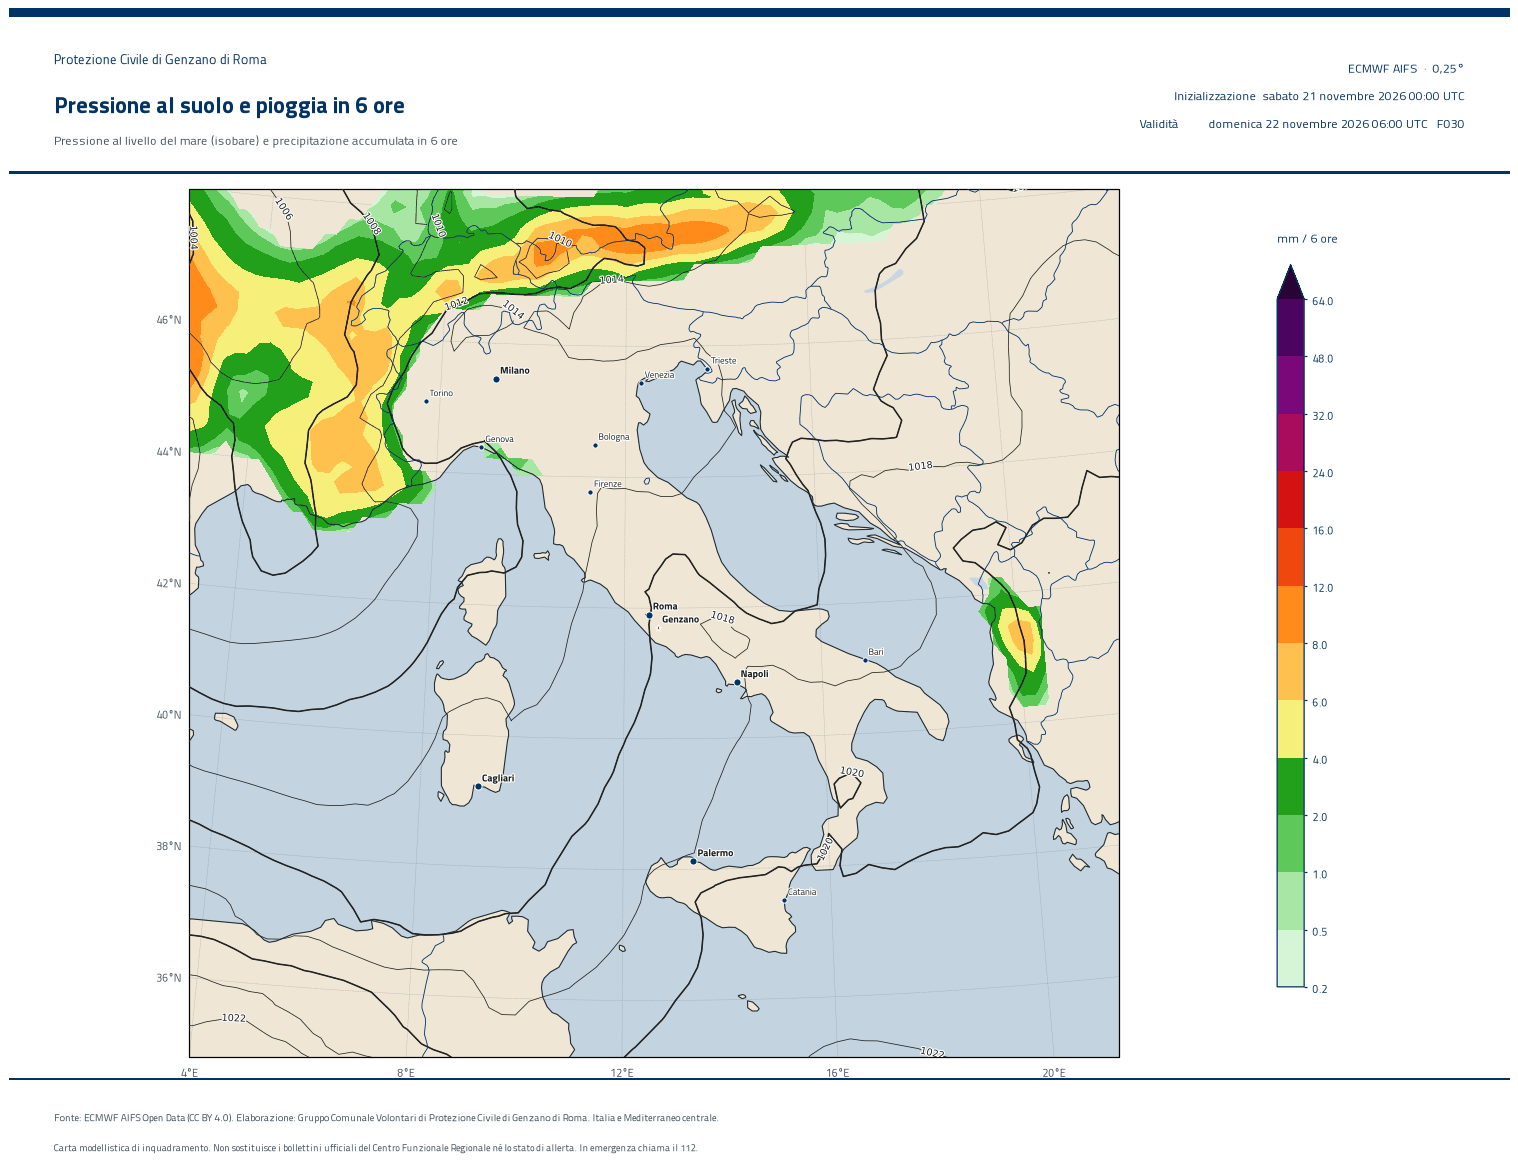 Protezione Civile di Genzano di Roma
Pressione al suolo e pioggia in 6 ore
Pressione al livello del mare (isobare) e precipitazione accumulata in 6 ore
ECMWF AIFS · 0,25°
Inizializzazione sabato 21 novembre 2026 00:00 UTC
Validità domenica 22 novembre 2026 06:00 UTC F030
1006
1008
1010
1004
1010
1014
1012
1014
46°N
Milano
Trieste
Venezia
Torino
44°N
Genova
Bologna
Firenze
1018
42°N
Roma
Genzano
1018
Bari
Napoli
40°N
Cagliari
1020
38°N
Palermo
1020
Catania
36°N
1022
1022
4°E
8°E
12°E
16°E
20°E
mm / 6 ore
64.0
48.0
32.0
24.0
16.0
12.0
8.0
6.0
4.0
2.0
1.0
0.5
0.2
Fonte: ECMWF AIFS Open Data (CC BY 4.0). Elaborazione: Gruppo Comunale Volontari di Protezione Civile di Genzano di Roma. Italia e Mediterraneo centrale.
Carta modellistica di inquadramento. Non sostituisce i bollettini ufficiali del Centro Funzionale Regionale né lo stato di allerta. In emergenza chiama il 112.